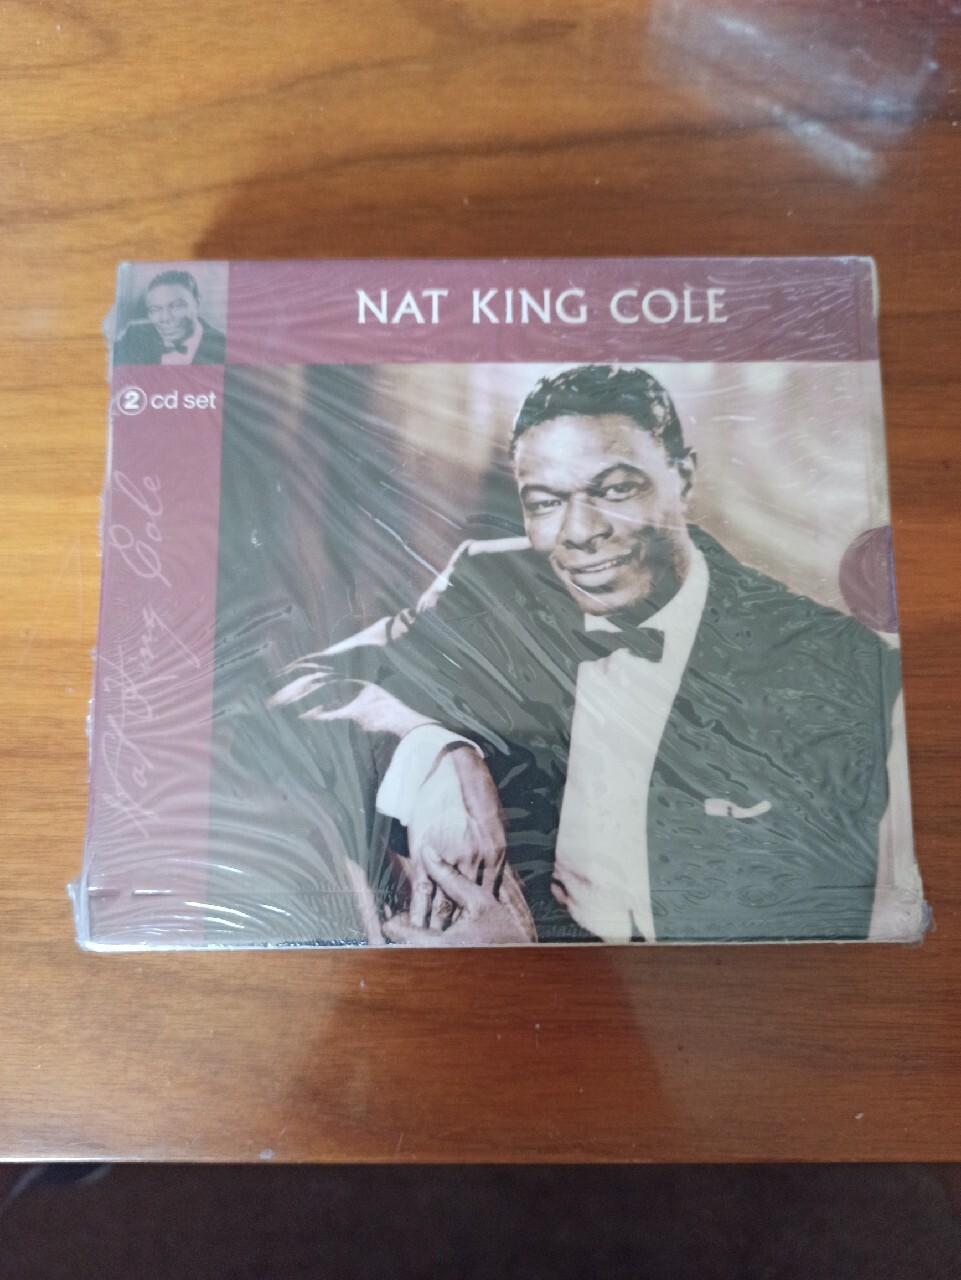 NAT KING COLE
2 cd set
Nat King Cole